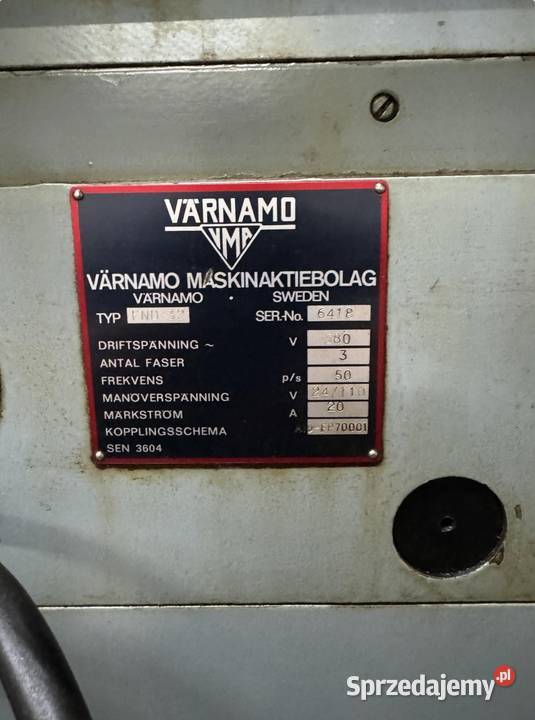 VÄRNAMO
VMA
VÄRNAMO MASKINAKTIEBOLAG
VÄRNAMO . SWEDEN
TYP SER.-No. 6418
DRIFTSPÄNNING ~ V
ANTAL FASER 3
FREKVENS p/s 50
MANÖVERSPÄNNING V 24/110
MÄRKSTRÖM A 20
KOPPLINGSSCHEMA
SEN 3604
Sprzedajemy.pl